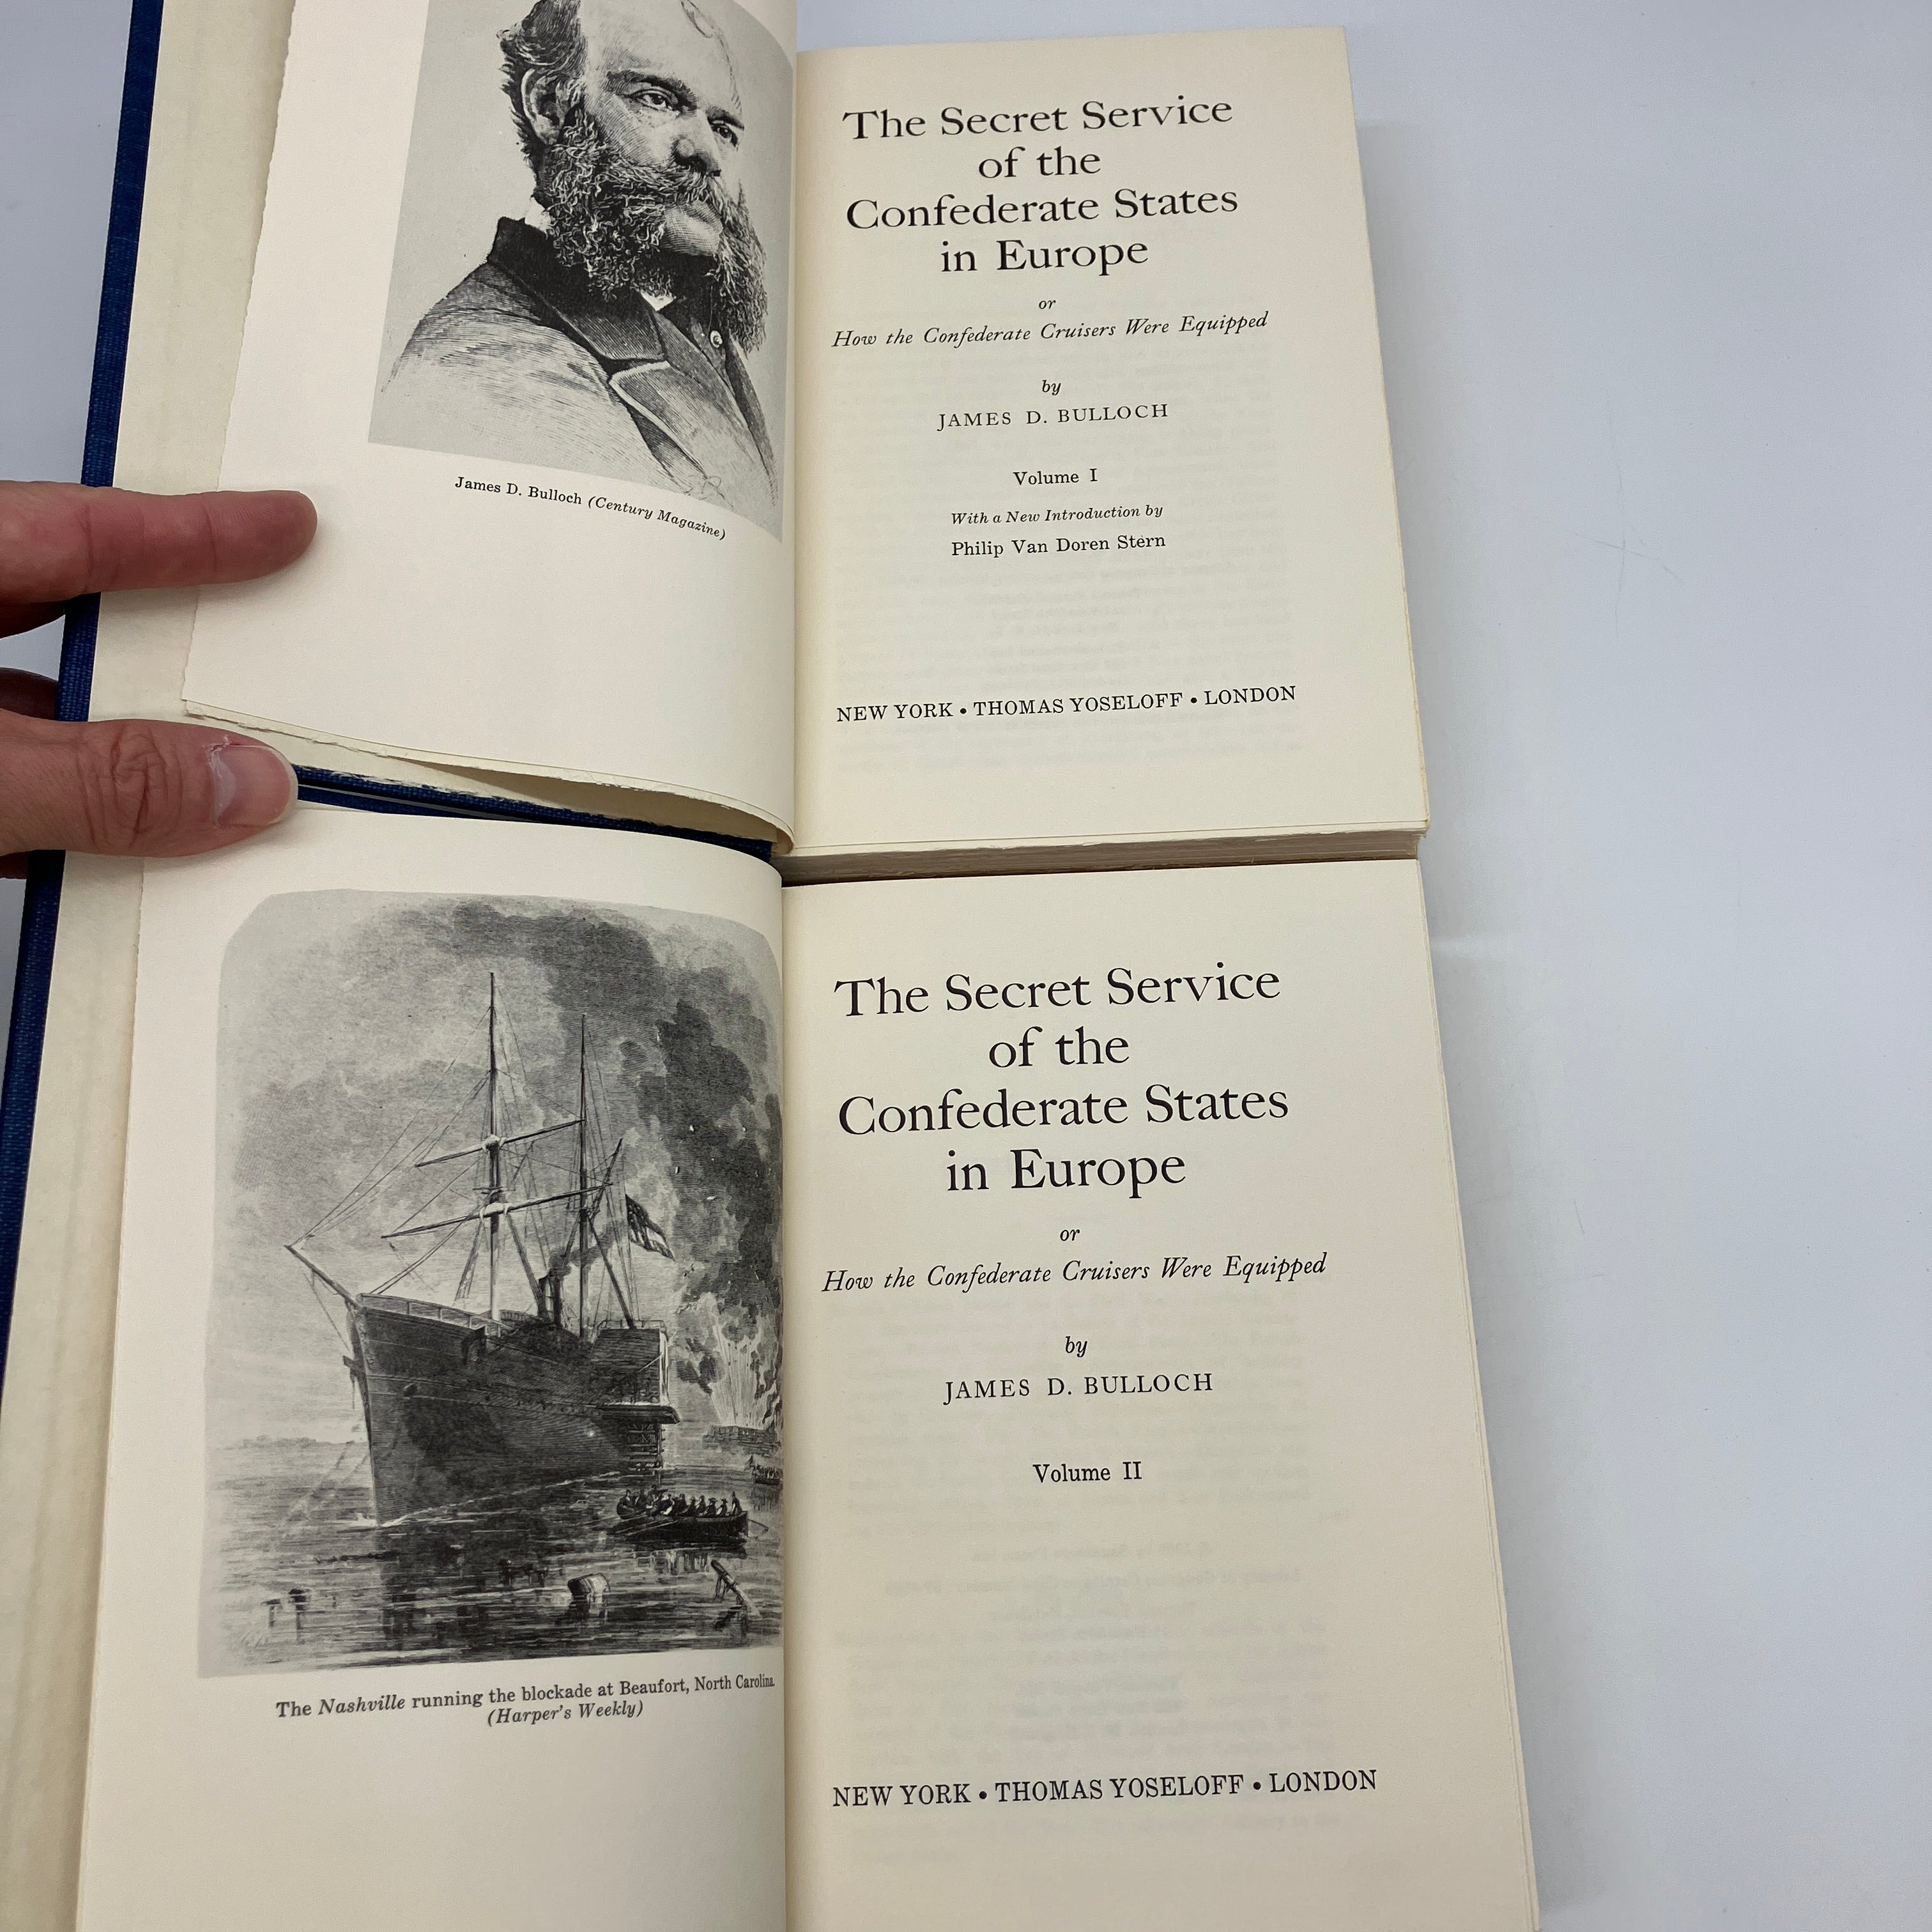 James D. Bulloch (Century Magazine)
The Secret Service
of the
Confederate States
in Europe
or
How the Confederate Cruisers Were Equipped
by
JAMES D. BULLOCH
Volume I
With a New Introduction by
Philip Van Doren Stern
NEW YORK • THOMAS YOSELOFF • LONDON
The Nashville running the blockade at Beaufort, North Carolina
(Harper's Weekly)
The Secret Service
of the
Confederate States
in Europe
or
How the Confederate Cruisers Were Equipped
by
JAMES D. BULLOCH
Volume II
NEW YORK • THOMAS YOSELOFF • LONDON